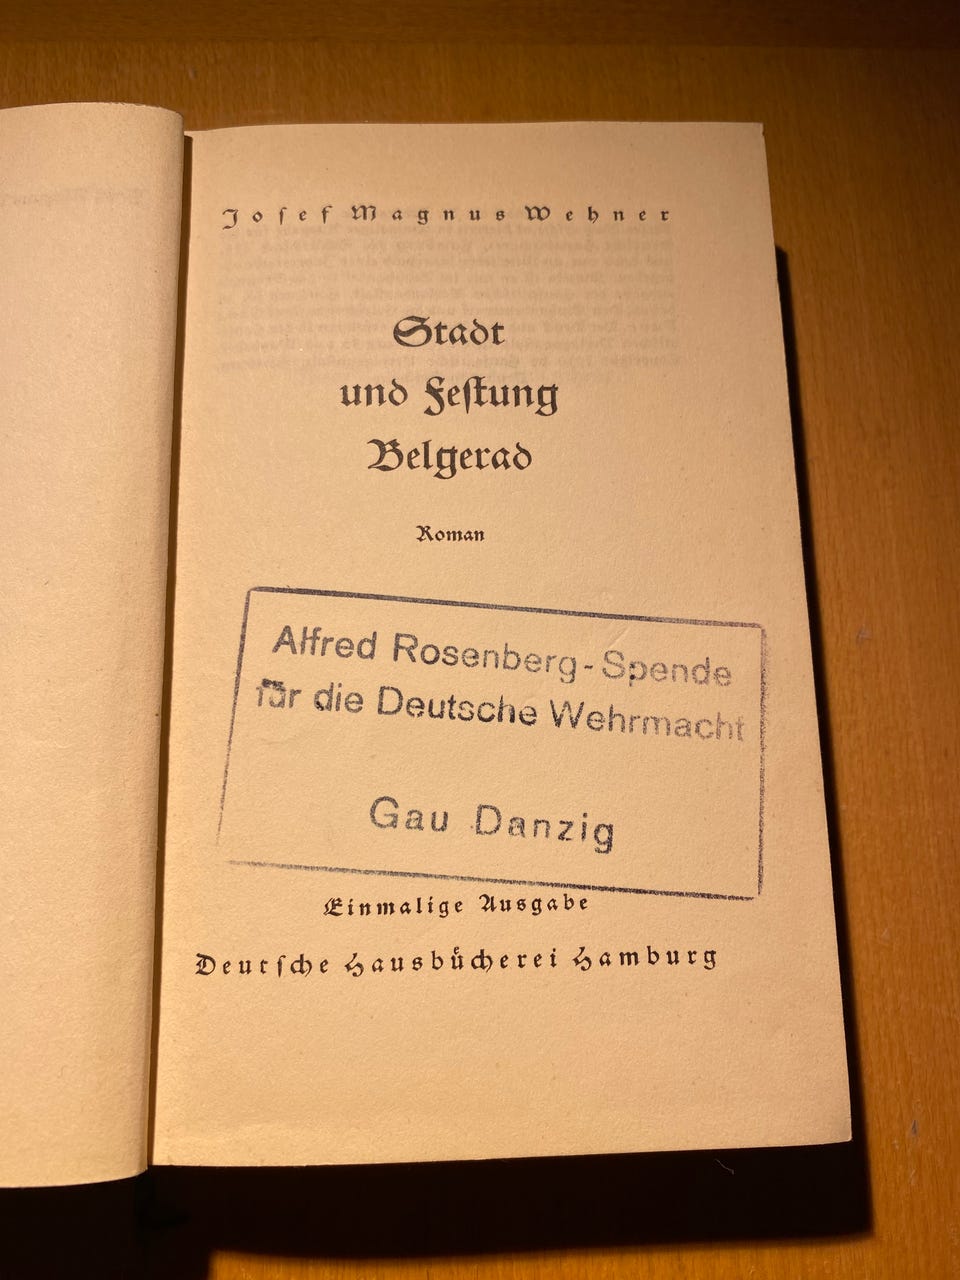 Josef Magnus Wehner
Stadt
und Festung
Belgerad
Roman
Alfred Rosenberg-Spende
für die Deutsche Wehrmacht
Gau Danzig
Einmalige Ausgabe
Deutsche Hausbücherei Hamburg